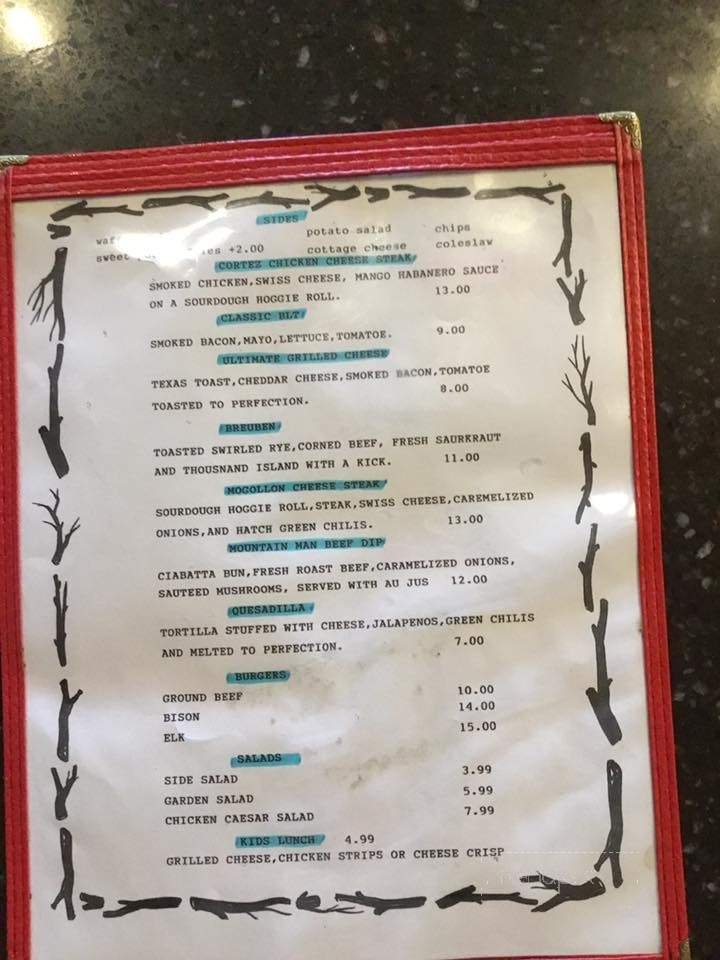 SIDES
potato salad chips
sweet +2.00 cottage cheese coleslaw
CORTEZ CHICKEN CHEESE STEAK
SMOKED CHICKEN,SWISS CHEESE, MANGO HABANERO SAUCE
ON A SOURDOUGH HOGGIE ROLL. 13.00
CLASSIC BLT
SMOKED BACON,MAYO,LETTUCE,TOMATOE. 9.00
ULTIMATE GRILLED CHEESE
TEXAS TOAST,CHEDDAR CHEESE,SMOKED BACON,TOMATOE
8.00
TOASTED TO PERFECTION.
BREUBEN
TOASTED SWIRLED RYE,CORNED BEEF, FRESH SAURKRAUT
AND THOUSNAND ISLAND WITH A KICK. 11.00
MOGOLLON CHEESE STEAK
SOURDOUGH HOGGIE ROLL,STEAK,SWISS CHEESE,CAREMELIZED
ONIONS,AND HATCH GREEN CHILIS. 13.00
MOUNTAIN MAN BEEF DIP
CIABATTA BUN,FRESH ROAST BEEF,CARAMELIZED ONIONS,
SAUTEED MUSHROOMS, SERVED WITH AU JUS 12.00
QUESADILLA
TORTILLA STUFFED WITH CHEESE,JALAPENOS,GREEN CHILIS
AND MELTED TO PERFECTION. 7.00
BURGERS
GROUND BEEF 10.00
BISON 14.00
ELK 15.00
SALADS
SIDE SALAD 3.99
GARDEN SALAD 5.99
CHICKEN CAESAR SALAD 7.99
KIDS LUNCH 4.99
GRILLED CHEESE,CHICKEN STRIPS OR CHEESE CRISP